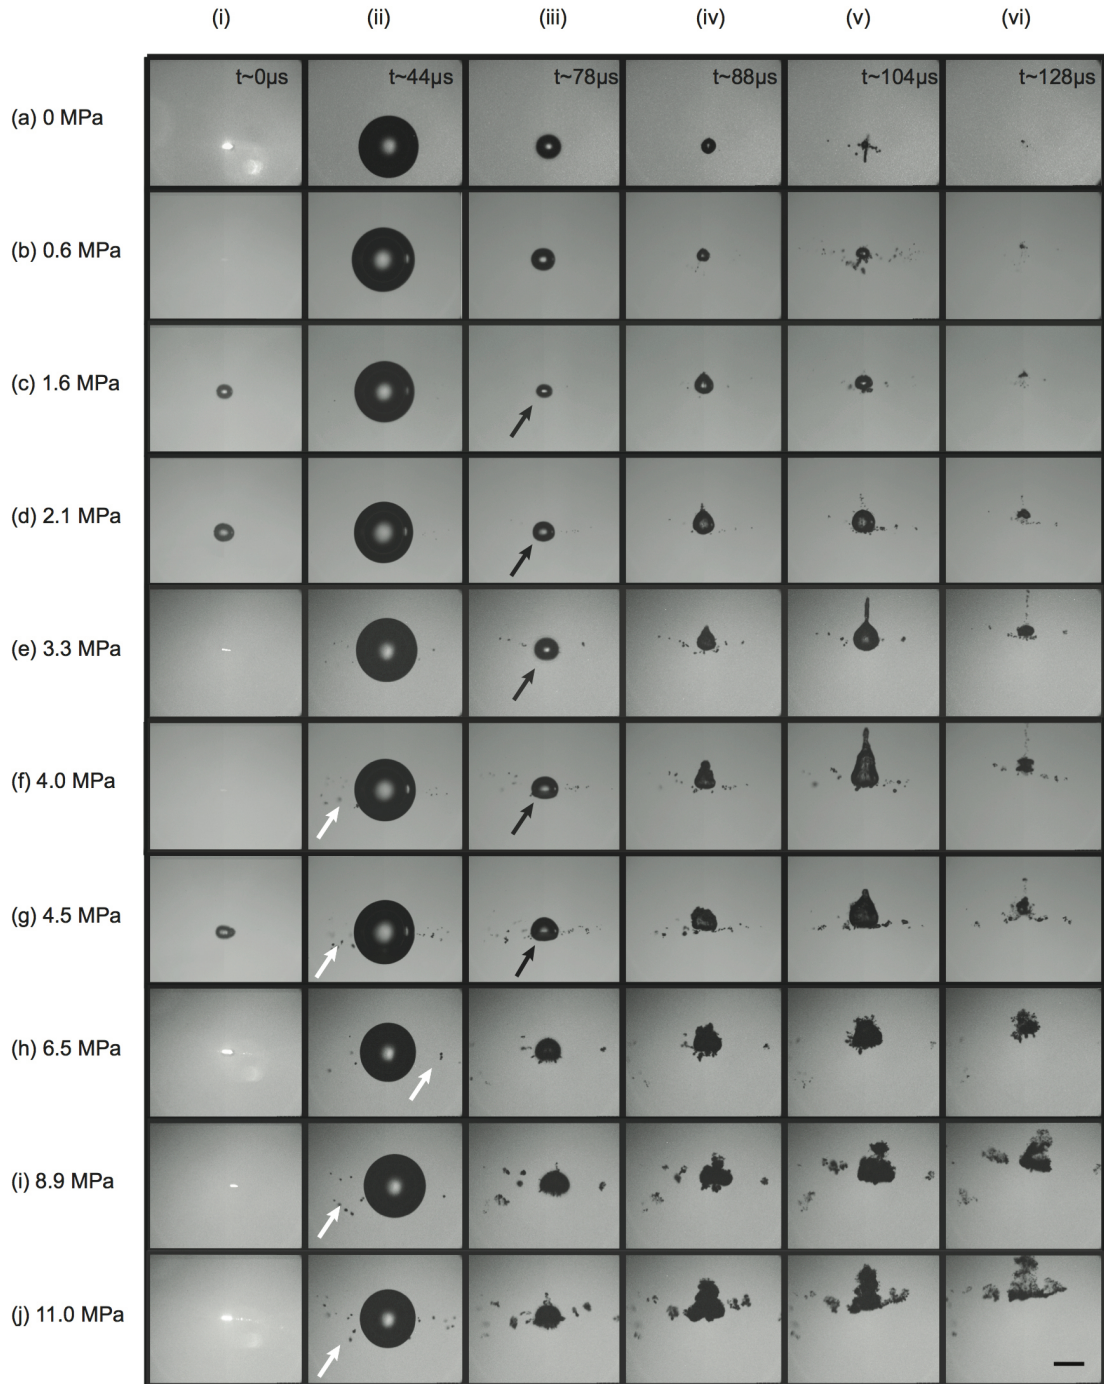 (i) (ii) (iii) (iv) (v) (vi)
t~0µs t~44µs t~78µs t~88µs t~104µs t~128µs
(a) 0 MPa
(b) 0.6 MPa
(c) 1.6 MPa
(d) 2.1 MPa
(e) 3.3 MPa
(f) 4.0 MPa
(g) 4.5 MPa
(h) 6.5 MPa
(i) 8.9 MPa
(j) 11.0 MPa